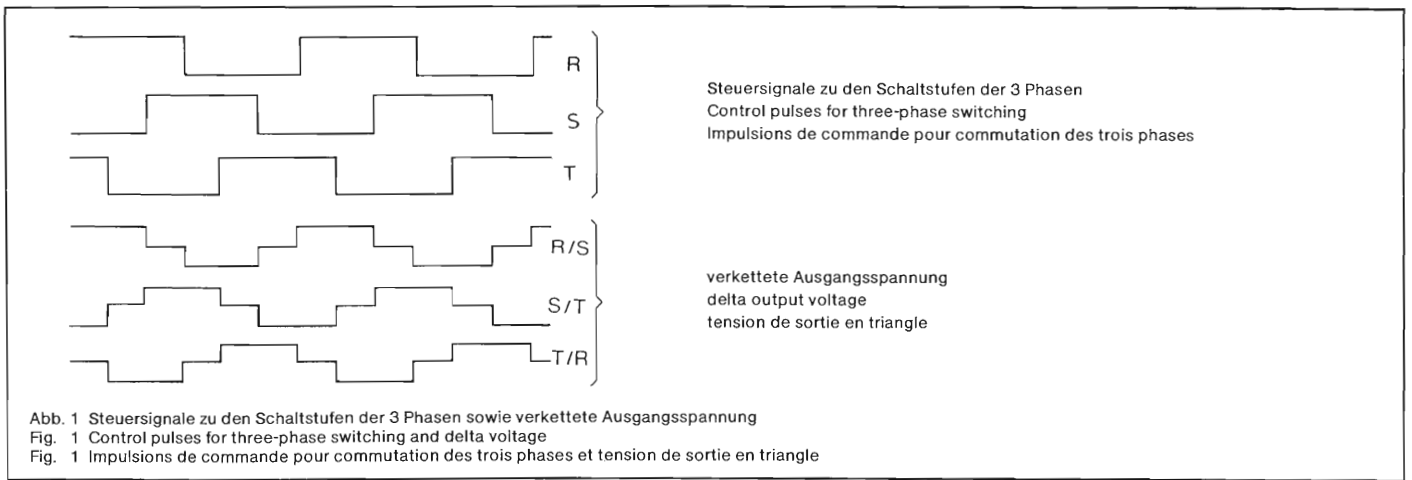 R
S
T
Steuersignale zu den Schaltstufen der 3 Phasen
Control pulses for three-phase switching
Impulsions de commande pour commutation des trois phases
R/S
S/T
T/R
verkettete Ausgangsspannung
delta output voltage
tension de sortie en triangle
Abb. 1 Steuersignale zu den Schaltstufen der 3 Phasen sowie verkettete Ausgangsspannung
Fig. 1 Control pulses for three-phase switching and delta voltage
Fig. 1 Impulsions de commande pour commutation des trois phases et tension de sortie en triangle